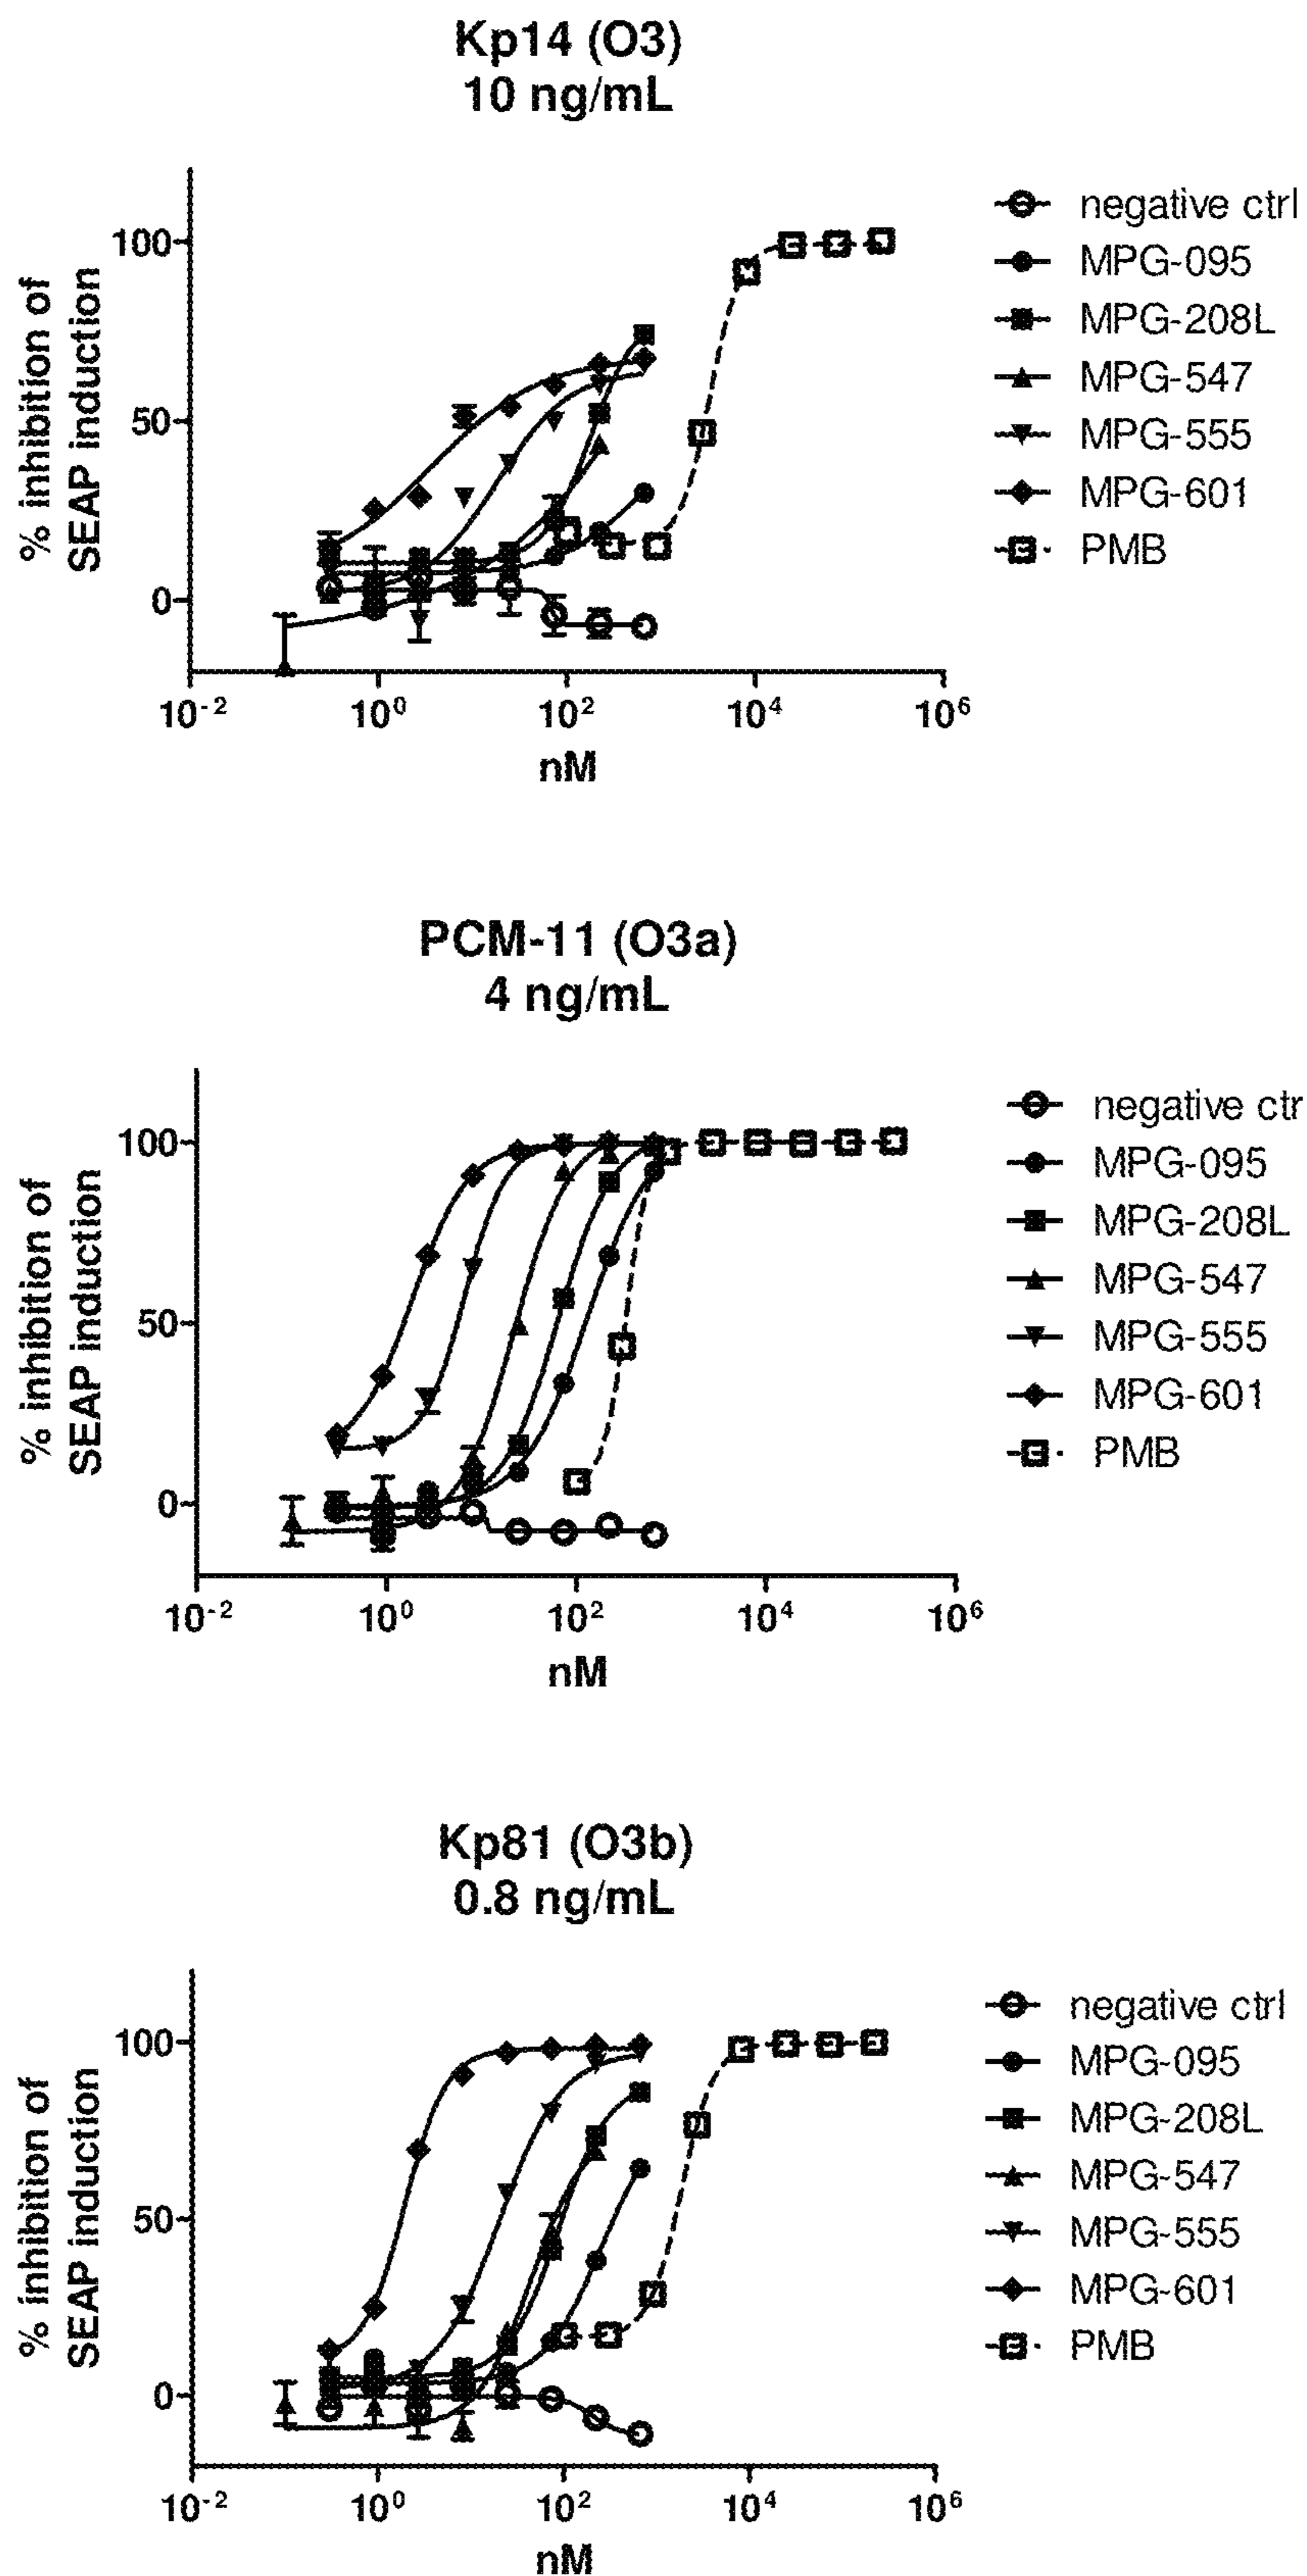 Kp14 (O3)
10 ng/mL
% inhibition of
SEAP induction
100
50
0
10⁻²
10⁰
10²
10⁴
10⁶
nM
negative ctrl
MPG-095
MPG-208L
MPG-547
MPG-555
MPG-601
PMB
PCM-11 (O3a)
4 ng/mL
% inhibition of
SEAP induction
100
50
0
10⁻²
10⁰
10²
10⁴
10⁶
nM
negative ctr
MPG-095
MPG-208L
MPG-547
MPG-555
MPG-601
PMB
Kp81 (O3b)
0.8 ng/mL
% inhibition of
SEAP induction
100
50
0
10⁻²
10⁰
10²
10⁴
10⁶
nM
negative ctrl
MPG-095
MPG-208L
MPG-547
MPG-555
MPG-601
PMB